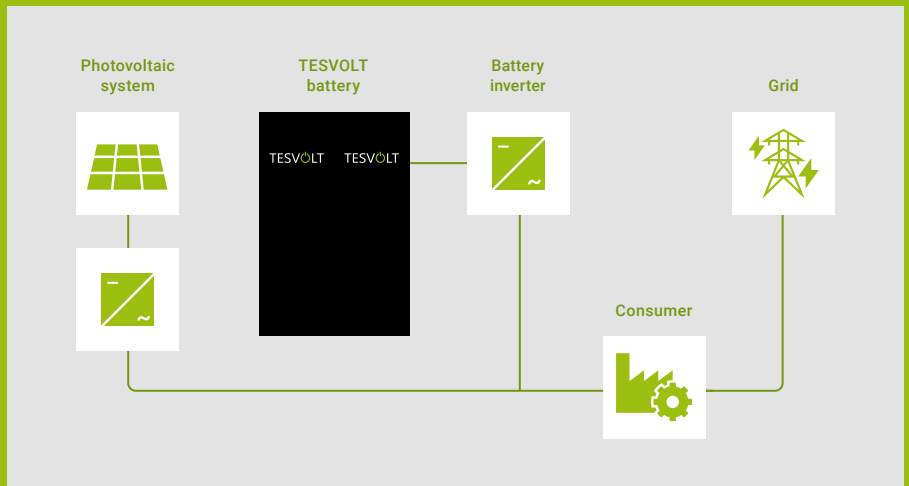 Photovoltaic
system
TESVOLT
battery
Battery
inverter
Grid
TESVOLT TESVOLT
Consumer